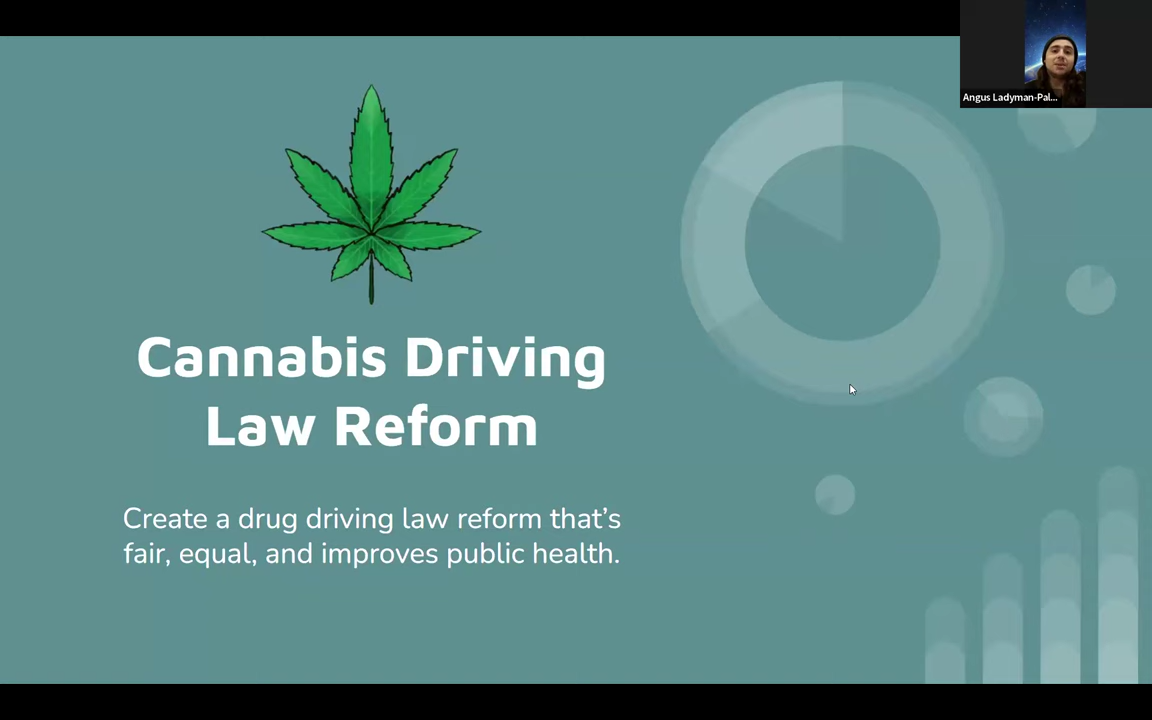 Angus Ladyman-Pal...
Cannabis Driving
Law Reform
Create a drug driving law reform that's
fair, equal, and improves public health.